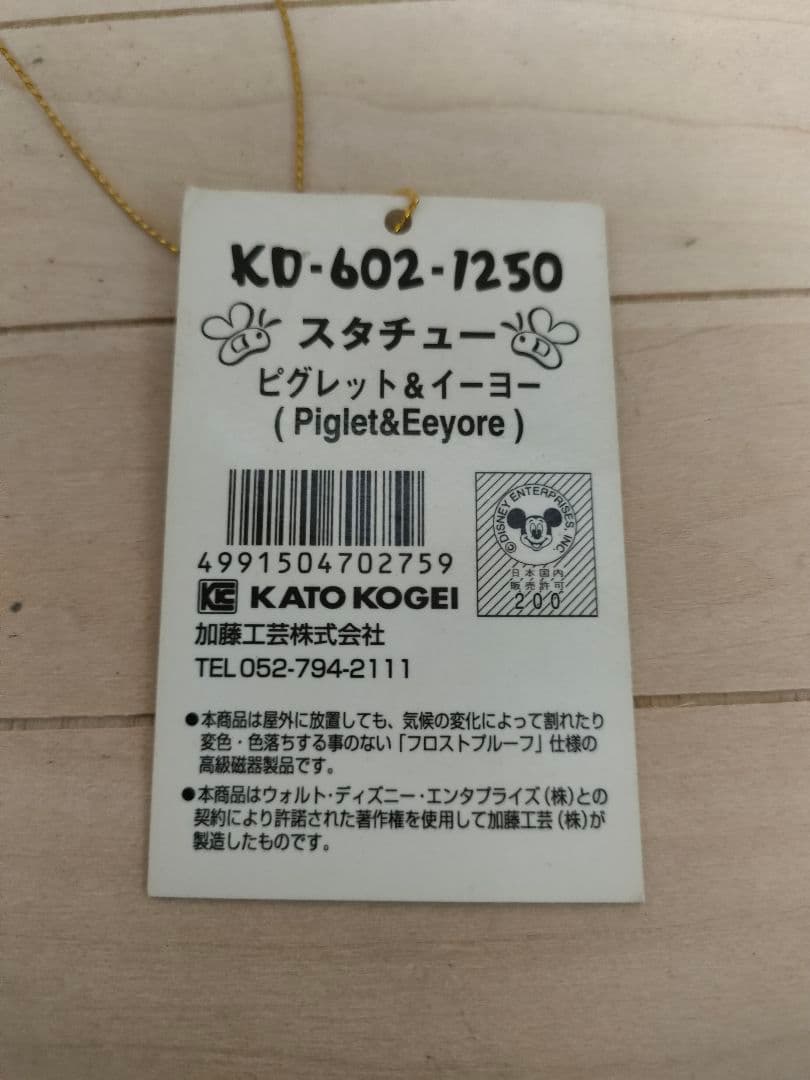 KD-602-1250
スタチュー
ピグレット&イーヨー
( Piglet&Eeyore )
4991504702759
©DISNEY ENTERPRISES, INC.
日本国内
販売許可
200
KC KATO KOGEI
加藤工芸株式会社
TEL 052-794-2111
●本商品は屋外に放置しても、気候の変化によって割れたり
変色・色落ちする事のない「フロストプルーフ」仕様の
高級磁器製品です。
●本商品はウォルト・ディズニー・エンタプライズ(株)との
契約により許諾された著作権を使用して加藤工芸(株)が
製造したものです。